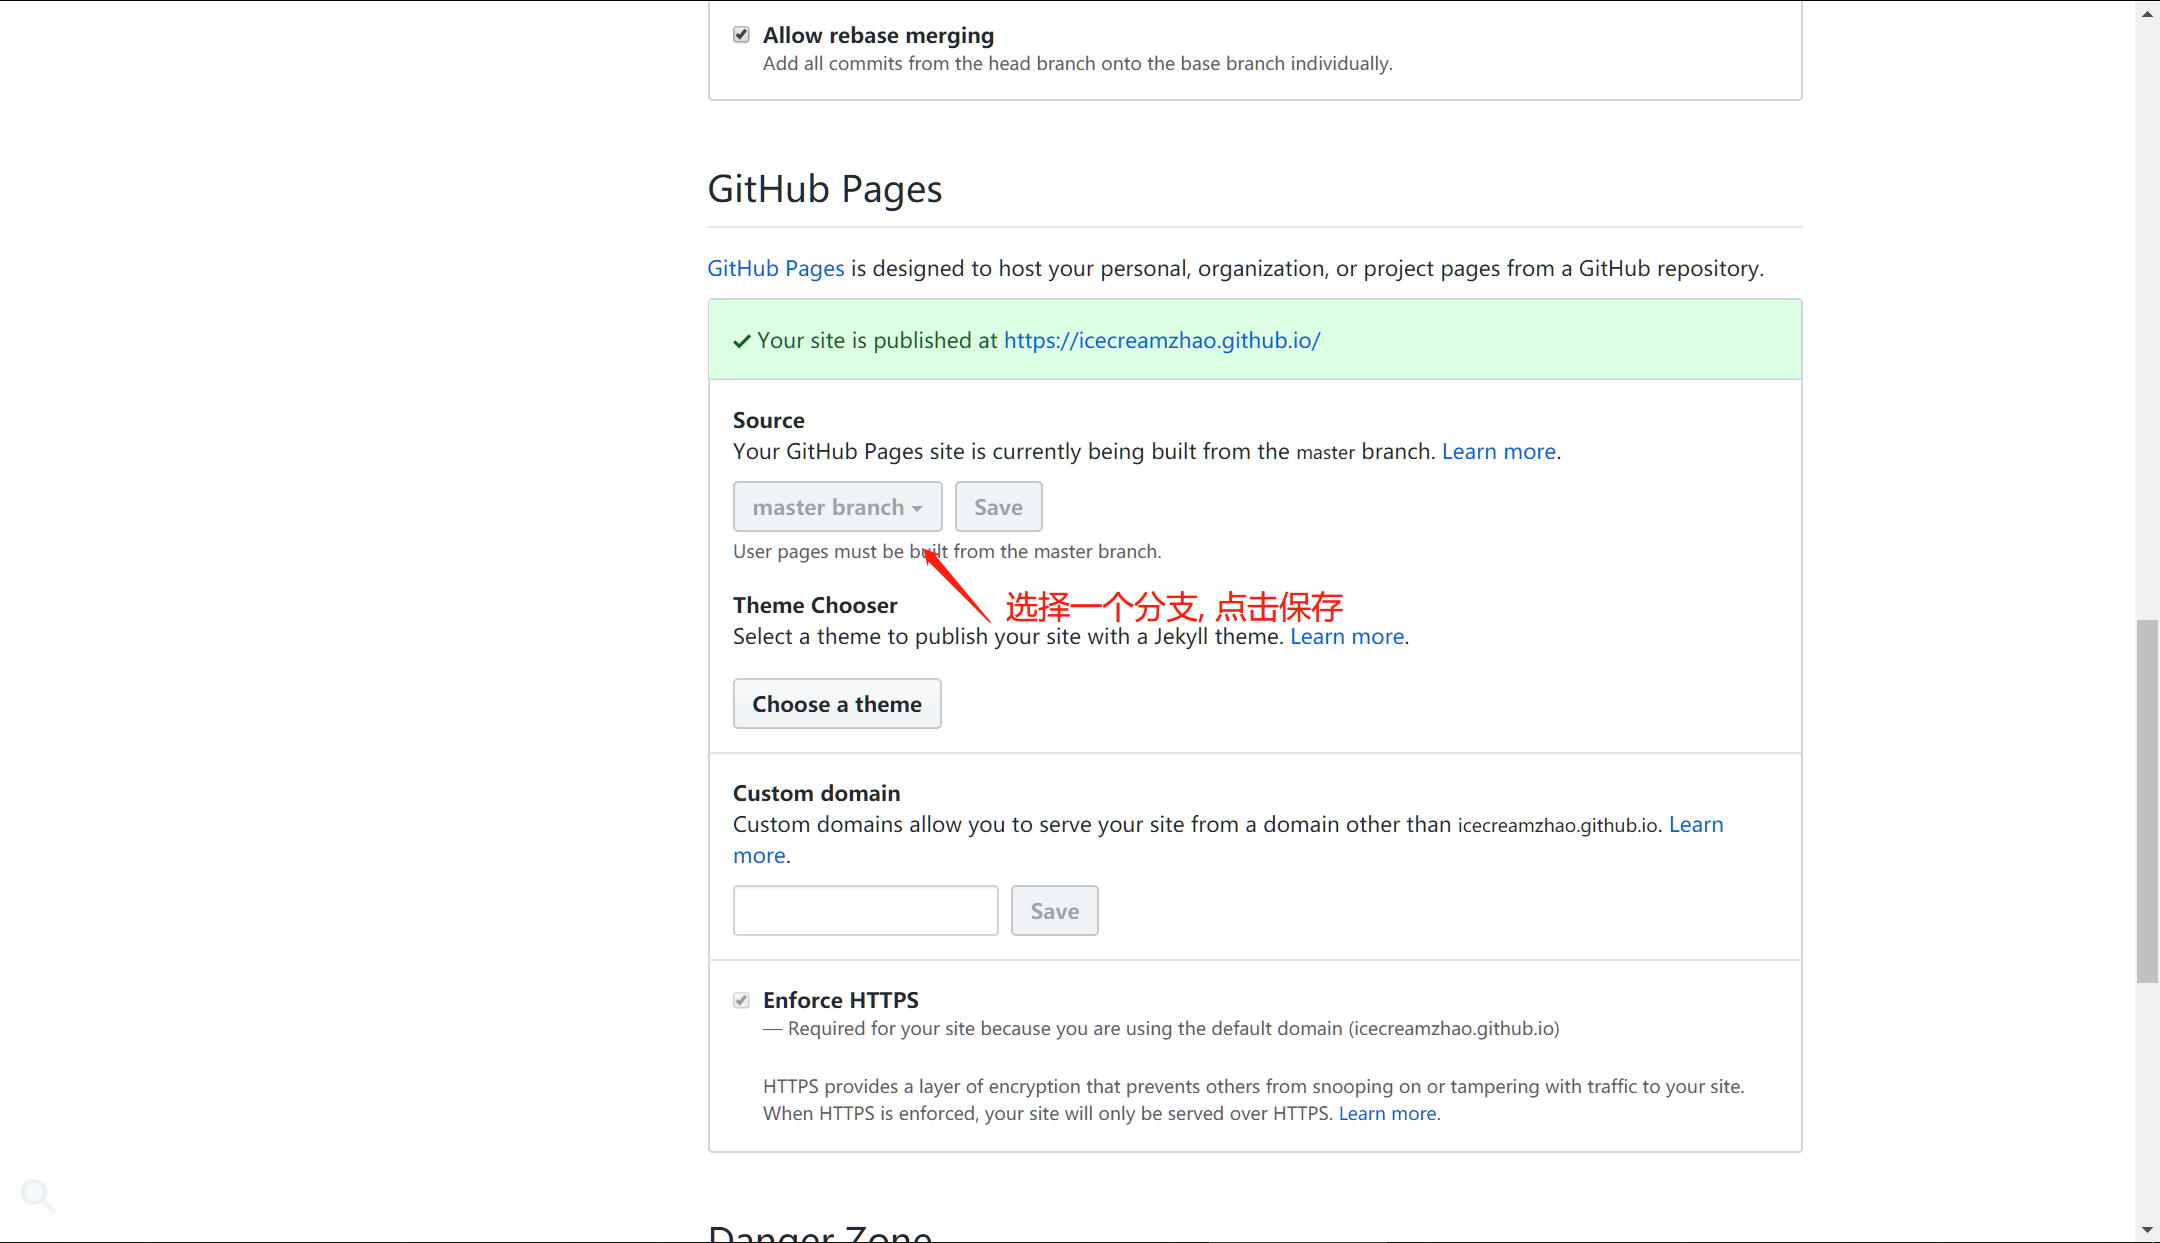 Allow rebase merging
Add all commits from the head branch onto the base branch individually.
GitHub Pages
GitHub Pages is designed to host your personal, organization, or project pages from a GitHub repository.
Your site is published at https://icecreamzhao.github.io/
Source
Your GitHub Pages site is currently being built from the master branch. Learn more.
master branch
Save
User pages must be built from the master branch.
选择一个分支, 点击保存
Theme Chooser
Select a theme to publish your site with a Jekyll theme. Learn more.
Choose a theme
Custom domain
Custom domains allow you to serve your site from a domain other than icecreamzhao.github.io. Learn
more.
Save
Enforce HTTPS
— Required for your site because you are using the default domain (icecreamzhao.github.io)
HTTPS provides a layer of encryption that prevents others from snooping on or tampering with traffic to your site.
When HTTPS is enforced, your site will only be served over HTTPS. Learn more.
Danger Zone